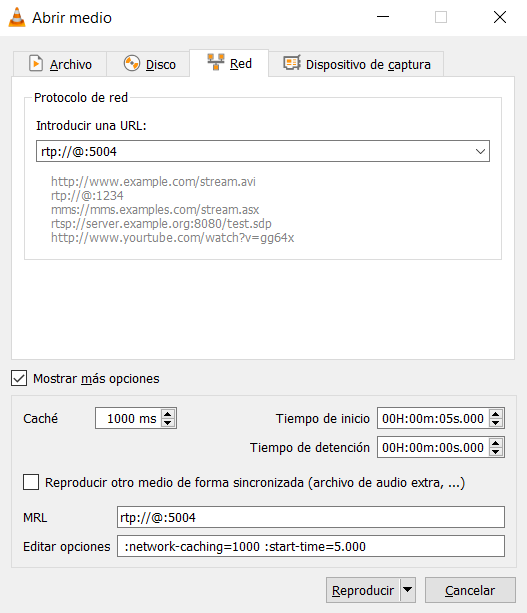 Abrir medio
Archivo
Disco
Red
Dispositivo de captura
Protocolo de red
Introducir una URL:
rtp://@:5004
http://www.example.com/stream.avi
rtp://@:1234
mms://mms.examples.com/stream.asx
rtsp://server.example.org:8080/test.sdp
http://www.yourtube.com/watch?v=gg64x
Mostrar más opciones
Caché 1000 ms Tiempo de inicio 00H:00m:05s.000
Tiempo de detención 00H:00m:00s.000
Reproducir otro medio de forma sincronizada (archivo de audio extra, ...)
MRL rtp://@:5004
Editar opciones :network-caching=1000 :start-time=5.000
Reproducir Cancelar